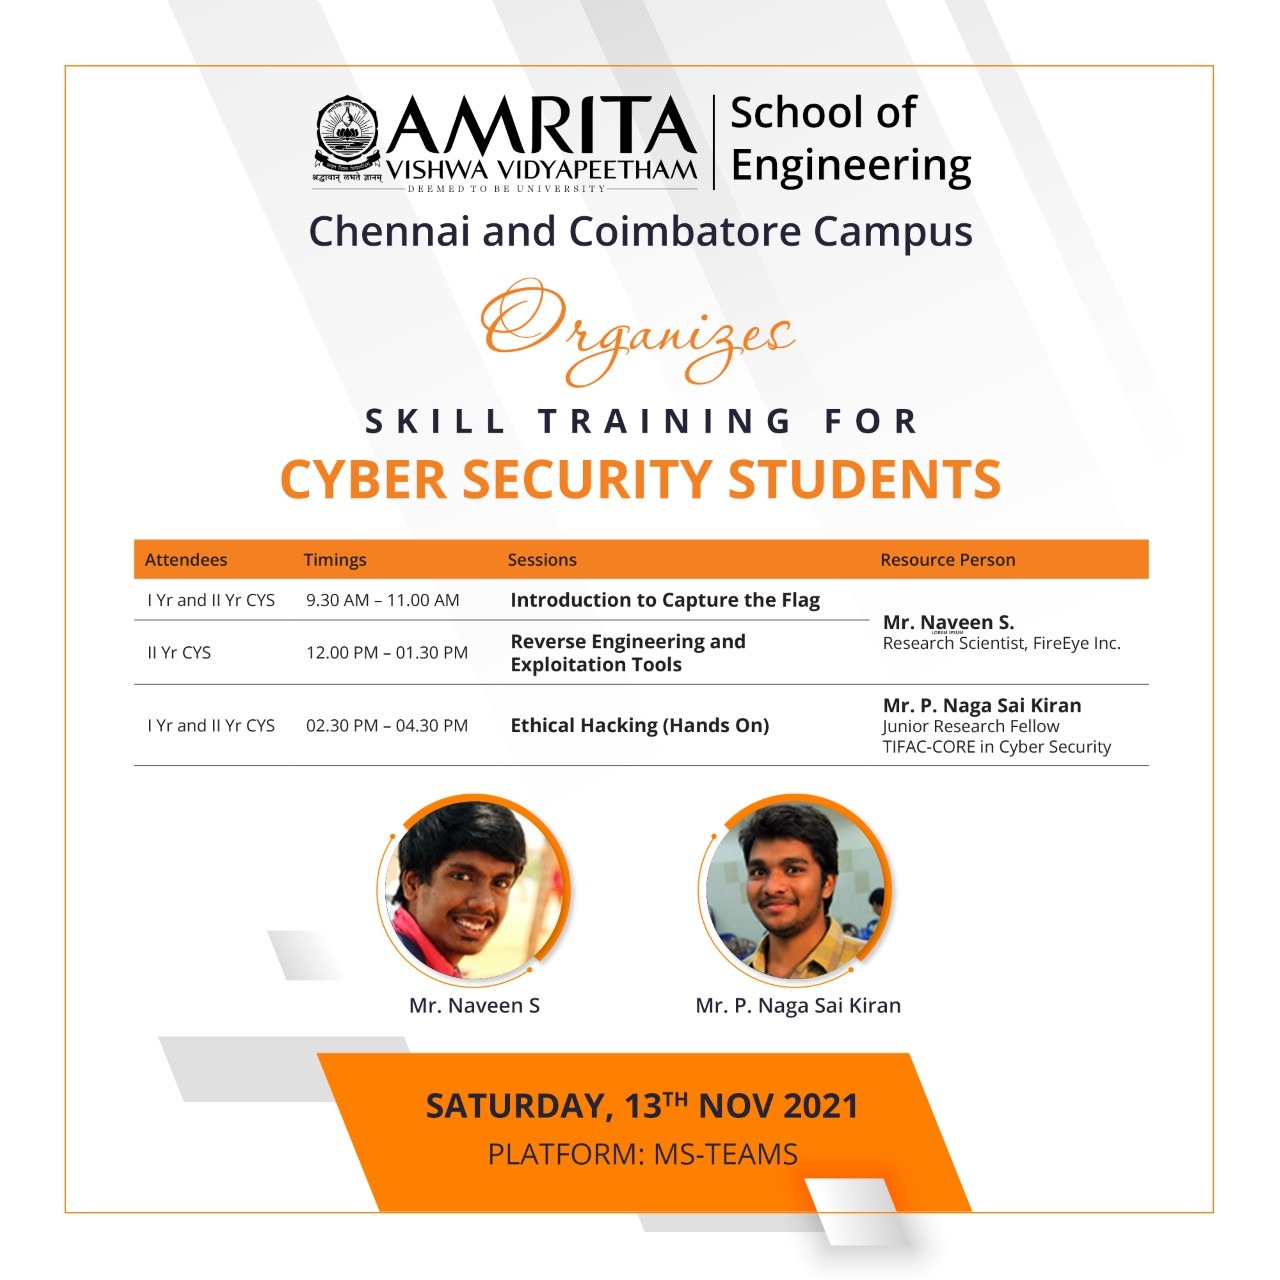 AMRITA
VISHWA VIDYAPEETHAM
DEEMED TO BE UNIVERSITY
श्रद्धावान् लभते ज्ञानम्
School of
Engineering
Chennai and Coimbatore Campus
Organizes
SKILL TRAINING FOR
CYBER SECURITY STUDENTS
Attendees Timings Sessions Resource Person
I Yr and II Yr CYS 9.30 AM – 11.00 AM Introduction to Capture the Flag
Mr. Naveen S.
LOREM IPSUM
Research Scientist, FireEye Inc.
II Yr CYS 12.00 PM – 01.30 PM Reverse Engineering and
Exploitation Tools
I Yr and II Yr CYS 02.30 PM – 04.30 PM Ethical Hacking (Hands On)
Mr. P. Naga Sai Kiran
Junior Research Fellow
TIFAC-CORE in Cyber Security
Mr. Naveen S
Mr. P. Naga Sai Kiran
SATURDAY, 13TH NOV 2021
PLATFORM: MS-TEAMS